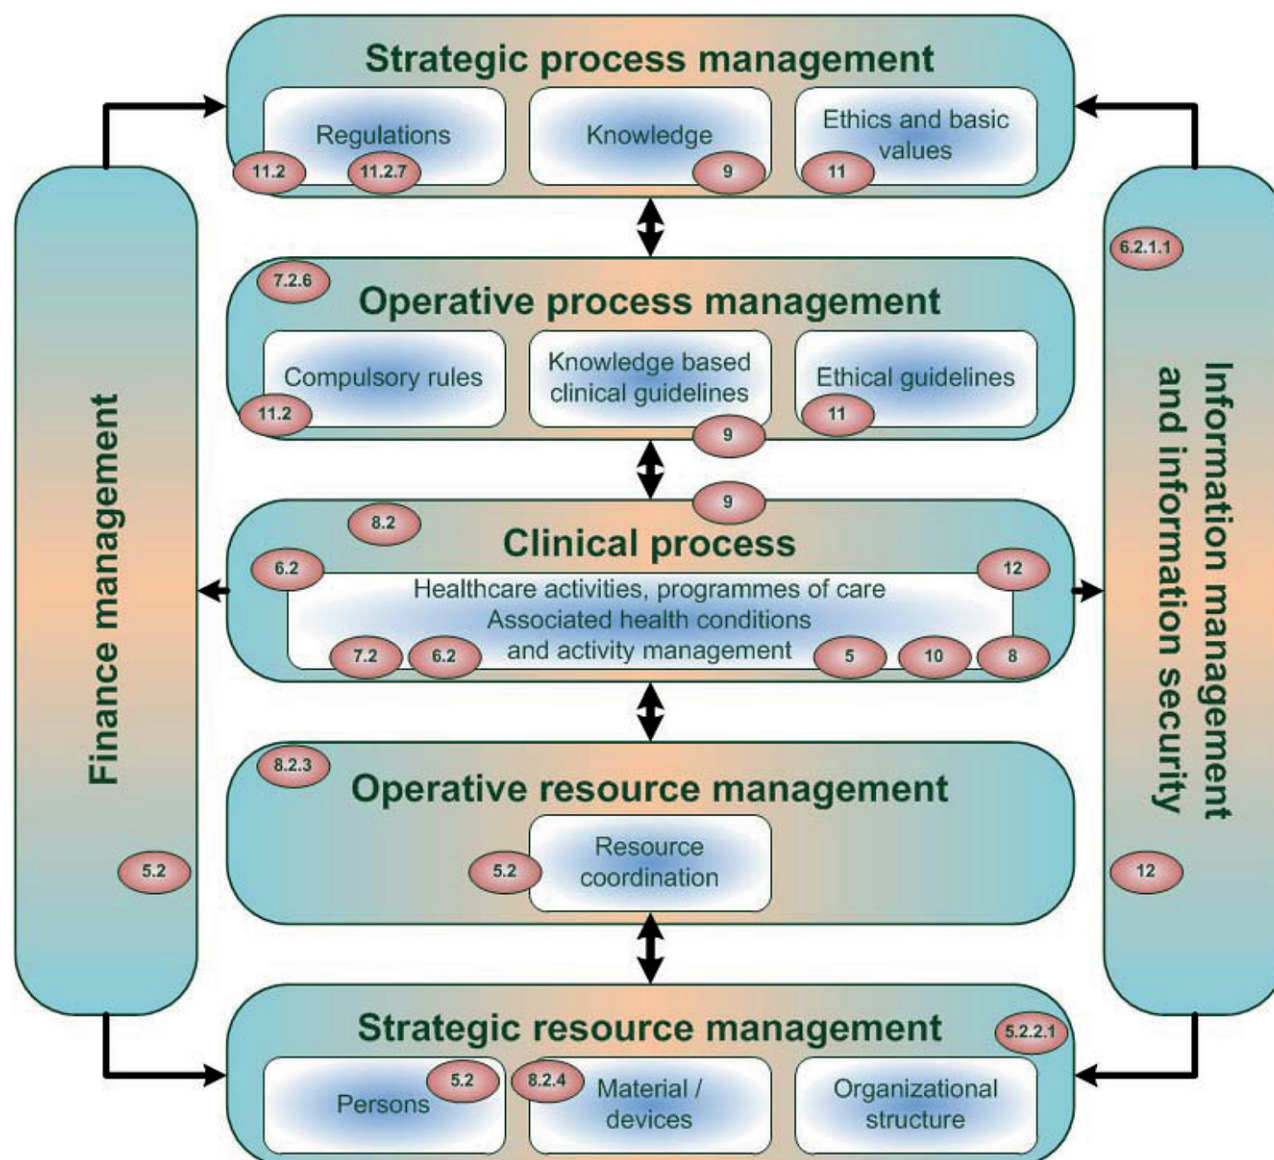 Strategic process management
Regulations
Knowledge
Ethics and basic
values
11.2
11.2.7
9
11
7.2.6
Operative process management
Compulsory rules
Knowledge based
clinical guidelines
Ethical guidelines
11.2
9
11
9
8.2
Clinical process
6.2
12
Healthcare activities, programmes of care
Associated health conditions
and activity management
7.2
6.2
5
10
8
8.2.3
Operative resource management
5.2
Resource
coordination
Strategic resource management
5.2.2.1
Persons
5.2
8.2.4
Material /
devices
Organizational
structure
Finance management
5.2
6.2.1.1
Information management
and information security
12